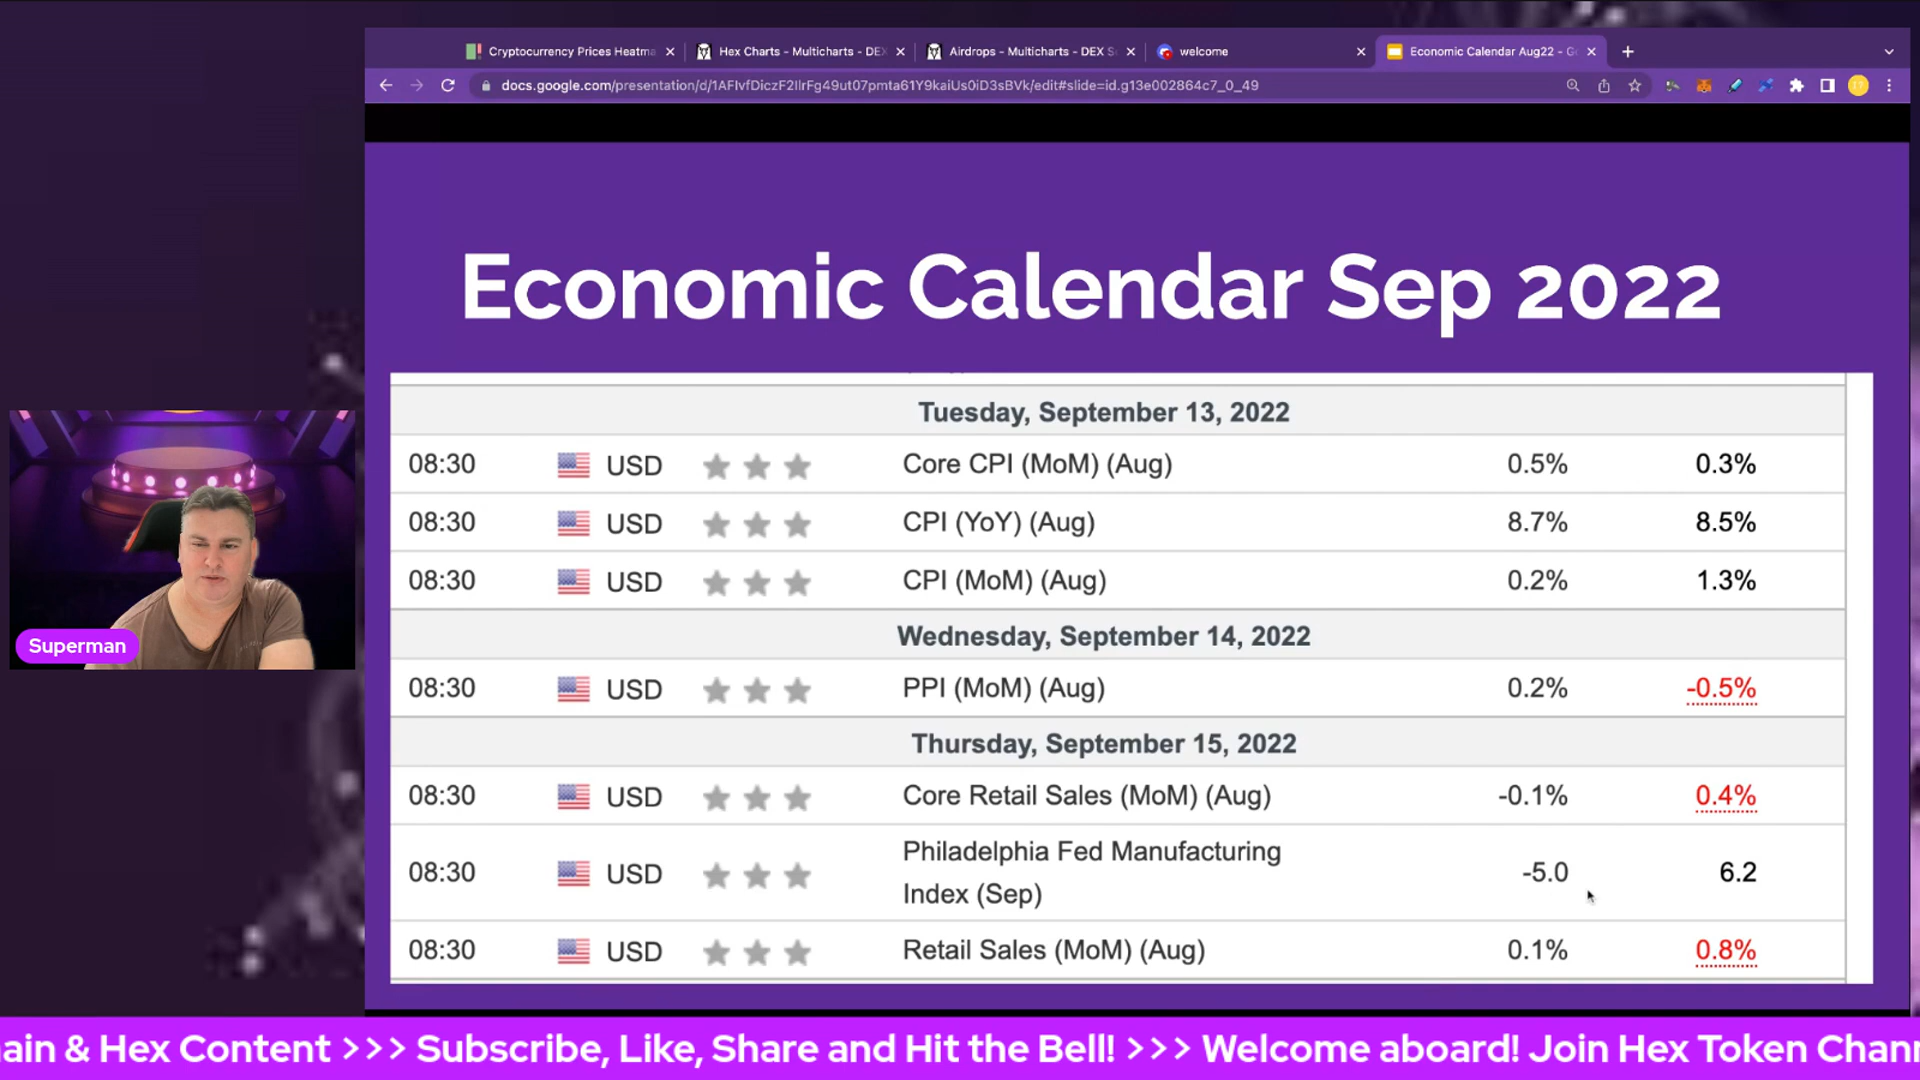 Cryptocurrency Prices Heatma
Hex Charts - Multicharts - DEX
Airdrops - Multicharts - DEX S
welcome
Economic Calendar Aug22 - G
docs.google.com/presentation/d/1AFIvfDiczF2IlrFg49ut07pmta61Y9kaiUs0iD3sBVk/edit#slide=id.g13e002864c7_0_49
Economic Calendar Sep 2022
Tuesday, September 13, 2022
08:30 USD Core CPI (MoM) (Aug) 0.5% 0.3%
08:30 USD CPI (YoY) (Aug) 8.7% 8.5%
08:30 USD CPI (MoM) (Aug) 0.2% 1.3%
Wednesday, September 14, 2022
08:30 USD PPI (MoM) (Aug) 0.2% -0.5%
Thursday, September 15, 2022
08:30 USD Core Retail Sales (MoM) (Aug) -0.1% 0.4%
08:30 USD Philadelphia Fed Manufacturing
Index (Sep) -5.0 6.2
08:30 USD Retail Sales (MoM) (Aug) 0.1% 0.8%
Superman
ain & Hex Content >>> Subscribe, Like, Share and Hit the Bell! >>> Welcome aboard! Join Hex Token Chann